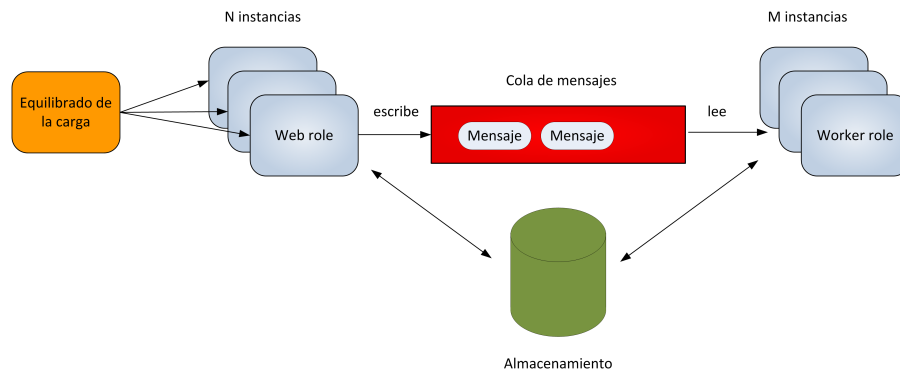 N instancias
M instancias
Cola de mensajes
Equilibrado de
la carga
escribe
lee
Web role
Mensaje
Mensaje
Worker role
Almacenamiento